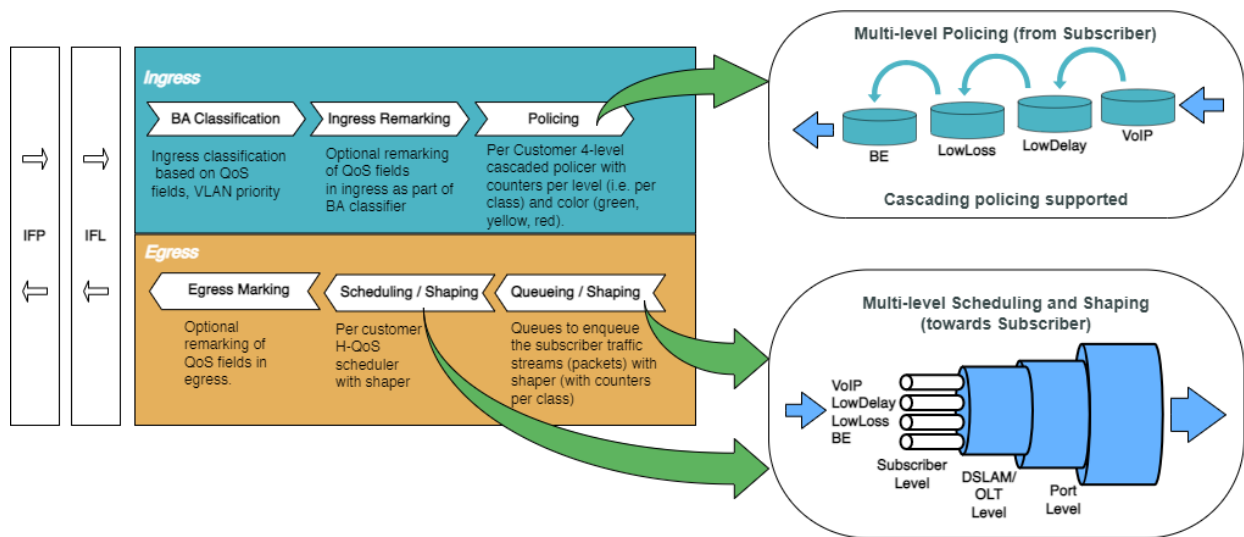 IFP
IFL
Ingress
BA Classification
Ingress Remarking
Policing
Ingress classification
based on QoS
fields, VLAN priority
Optional remarking
of QoS fields
in ingress as part of
BA classifier
Per Customer 4-level
cascaded policer with
counters per level (i.e. per
class) and color (green,
yellow, red).
Egress
Egress Marking
Scheduling / Shaping
Queueing / Shaping
Optional
remarking of
QoS fields in
egress.
Per customer
H-QoS
scheduler
with shaper
Queues to enqueue
the subscriber traffic
streams (packets) with
shaper (with counters
per class)
Multi-level Policing (from Subscriber)
BE
LowLoss
LowDelay
VoIP
Cascading policing supported
Multi-level Scheduling and Shaping
(towards Subscriber)
VoIP
LowDelay
LowLoss
BE
Subscriber
Level
DSLAM/
OLT
Level
Port
Level